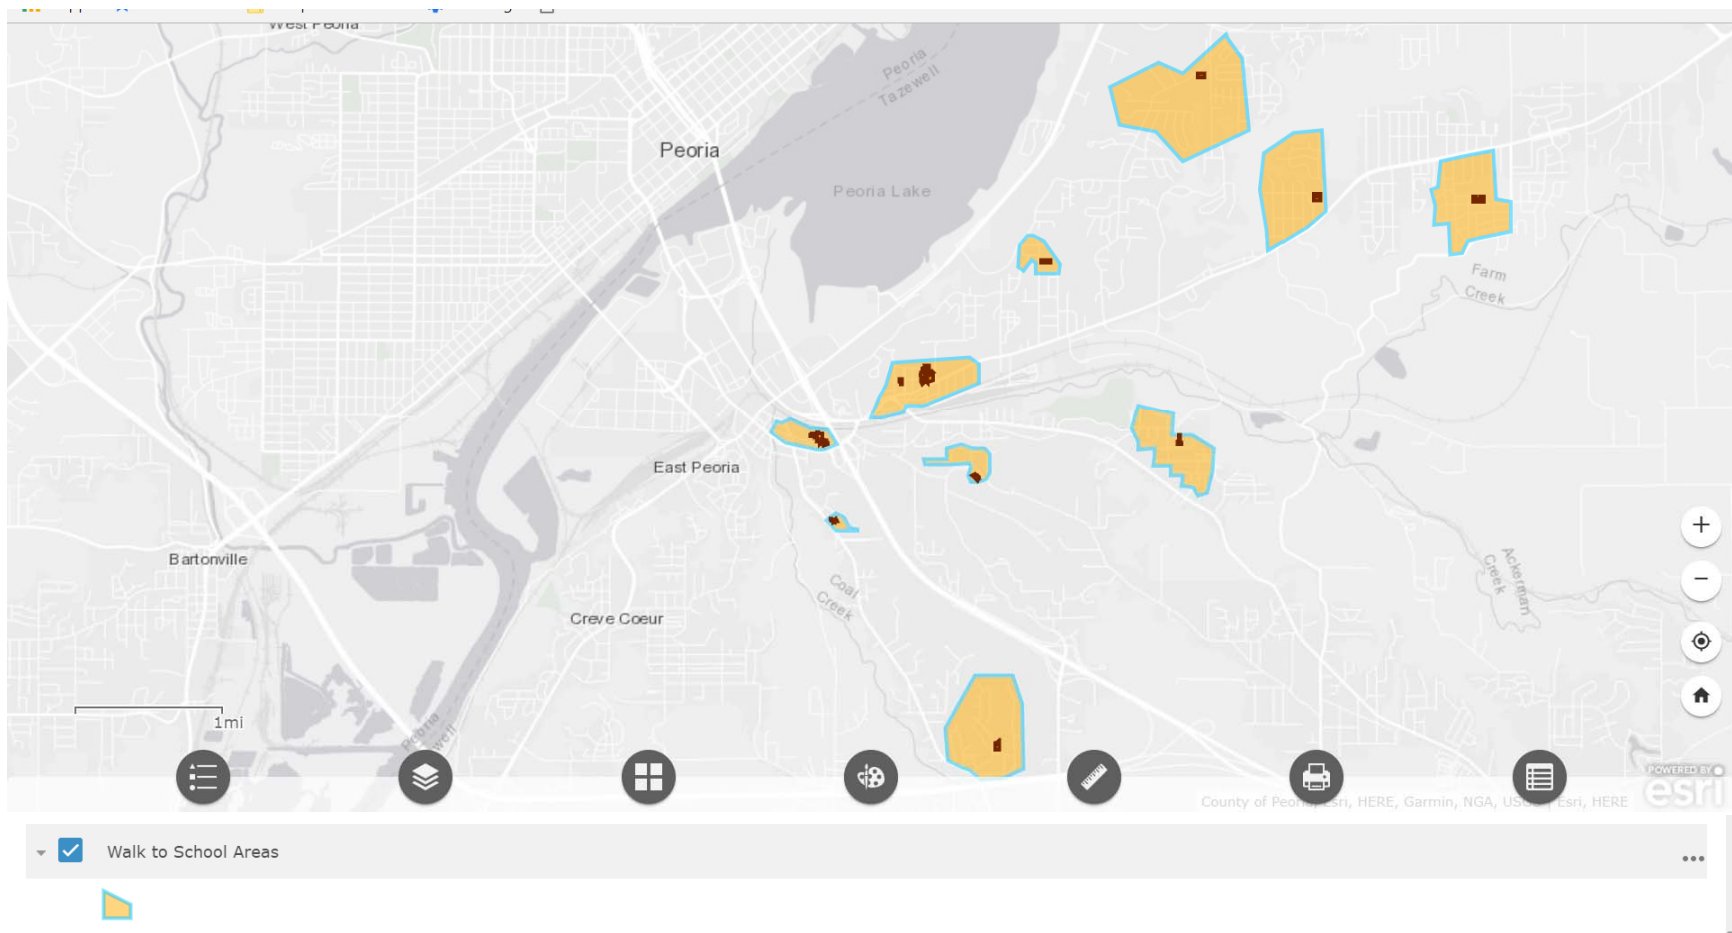 West Peoria
Peoria
Tazewell
Peoria
Peoria Lake
Farm
Creek
East Peoria
Bartonville
Coal
Creek
Ackerman
Creek
Creve Coeur
1mi
Peoria
POWERED BY
esri
County of Peoria, Esri, HERE, Garmin, NGA, USGS | Esri, HERE
Walk to School Areas